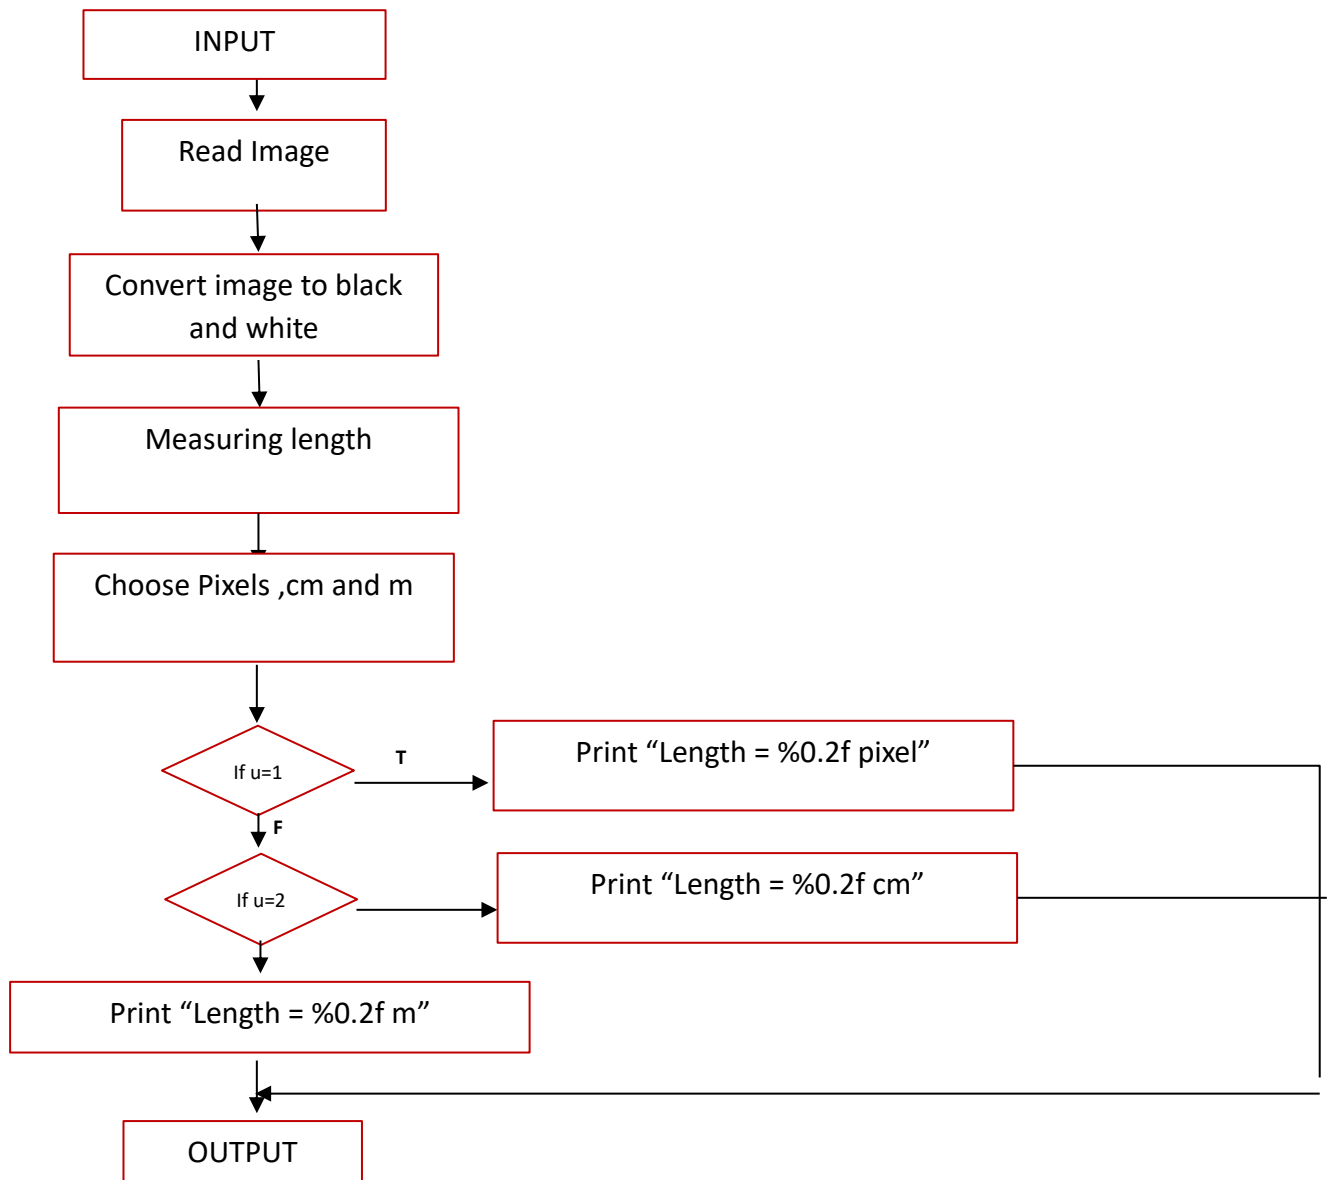 INPUT
Read Image
Convert image to black
and white
Measuring length
Choose Pixels ,cm and m
If u=1
T
Print “Length = %0.2f pixel”
F
If u=2
Print “Length = %0.2f cm”
Print “Length = %0.2f m”
OUTPUT